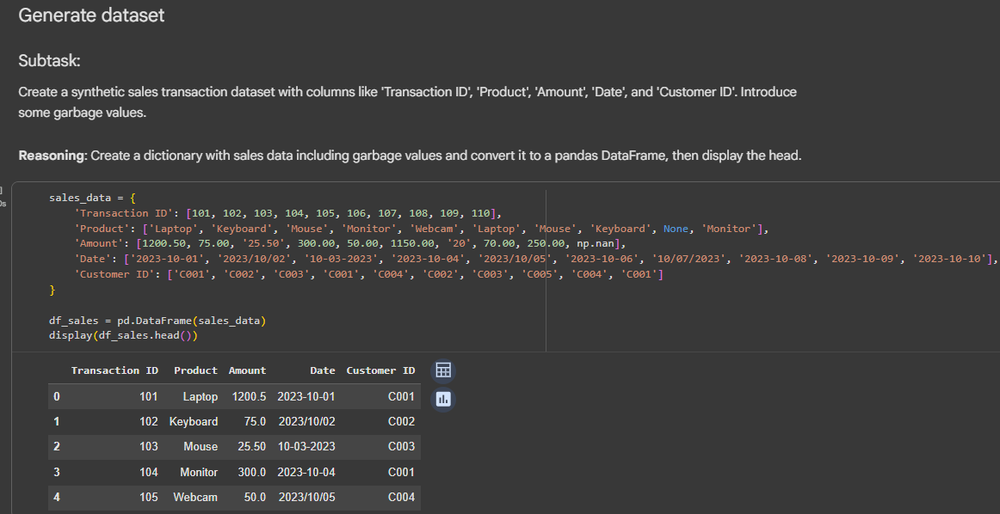 Generate dataset
Subtask:
Create a synthetic sales transaction dataset with columns like 'Transaction ID', 'Product', 'Amount', 'Date', and 'Customer ID'. Introduce
some garbage values.
Reasoning: Create a dictionary with sales data including garbage values and convert it to a pandas DataFrame, then display the head.
sales_data = {
    'Transaction ID': [101, 102, 103, 104, 105, 106, 107, 108, 109, 110],
    'Product': ['Laptop', 'Keyboard', 'Mouse', 'Monitor', 'Webcam', 'Laptop', 'Mouse', 'Keyboard', None, 'Monitor'],
    'Amount': [1200.50, 75.00, '25.50', 300.00, 50.00, 1150.00, '20', 70.00, 250.00, np.nan],
    'Date': ['2023-10-01', '2023/10/02', '10-03-2023', '2023-10-04', '2023/10/05', '2023-10-06', '10/07/2023', '2023-10-08', '2023-10-09', '2023-10-10'],
    'Customer ID': ['C001', 'C002', 'C003', 'C001', 'C004', 'C002', 'C003', 'C005', 'C004', 'C001']
}
df_sales = pd.DataFrame(sales_data)
display(df_sales.head())
Transaction ID Product Amount Date Customer ID
0 101 Laptop 1200.5 2023-10-01 C001
1 102 Keyboard 75.0 2023/10/02 C002
2 103 Mouse 25.50 10-03-2023 C003
3 104 Monitor 300.0 2023-10-04 C001
4 105 Webcam 50.0 2023/10/05 C004